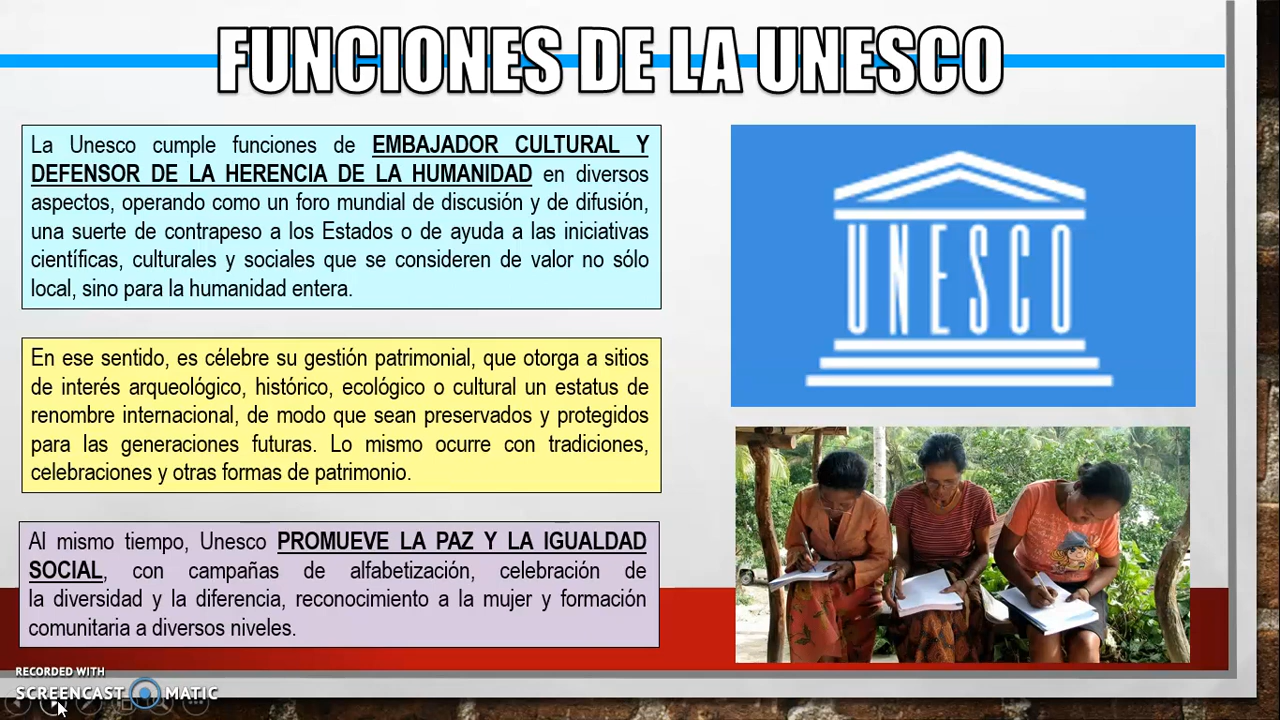 FUNCIONES DE LA UNESCO
La Unesco cumple funciones de EMBAJADOR CULTURAL Y
DEFENSOR DE LA HERENCIA DE LA HUMANIDAD en diversos
aspectos, operando como un foro mundial de discusión y de difusión,
una suerte de contrapeso a los Estados o de ayuda a las iniciativas
científicas, culturales y sociales que se consideren de valor no sólo
local, sino para la humanidad entera.
En ese sentido, es célebre su gestión patrimonial, que otorga a sitios
de interés arqueológico, histórico, ecológico o cultural un estatus de
renombre internacional, de modo que sean preservados y protegidos
para las generaciones futuras. Lo mismo ocurre con tradiciones,
celebraciones y otras formas de patrimonio.
Al mismo tiempo, Unesco PROMUEVE LA PAZ Y LA IGUALDAD
SOCIAL, con campañas de alfabetización, celebración de
la diversidad y la diferencia, reconocimiento a la mujer y formación
comunitaria a diversos niveles.
UNESCO
RECORDED WITH
SCREENCAST MATIC